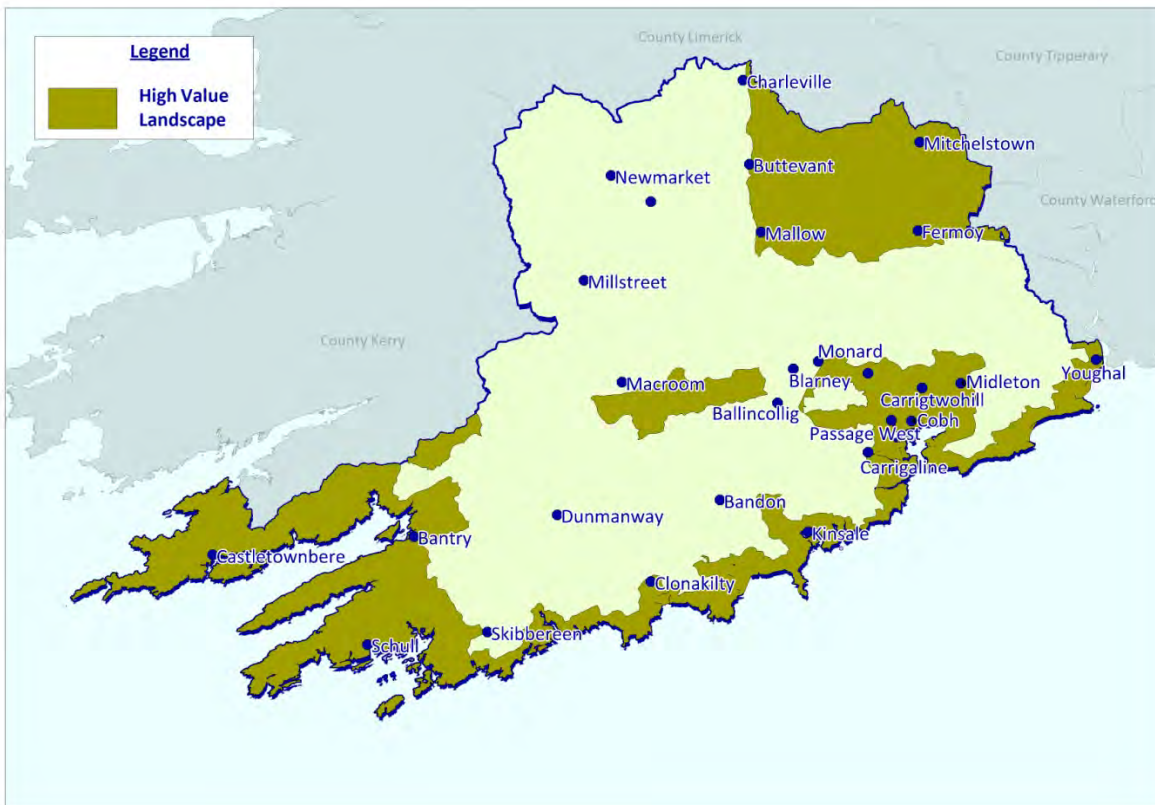 Legend
High Value
Landscape
County Limerick
County Tipperary
Charleville
Mitchelstown
Buttevant
Newmarket
County Waterford
Mallow
Fermoy
Millstreet
County Kerry
Monard
Youghal
Blarney
Macroom
Midleton
Carrigtwohill
Ballincollig
Cobh
Passage West
Carrigaline
Bandon
Dunmanway
Kinsale
Bantry
Castletownbere
Clonakilty
Skibbereen
Schull